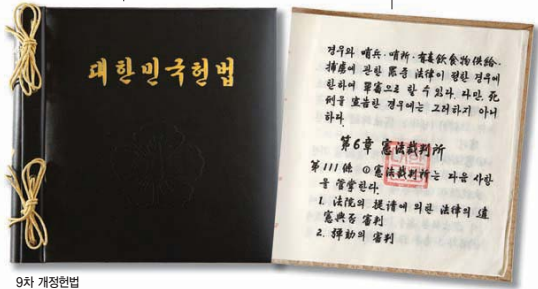 대한민국헌법
경우와 哨兵·哨所·有毒飮食物供給·
捕虜에 관한 罪중 法律이 정한 경우에
한하여 單審으로 할 수 있다. 다만, 死
刑을 宣告한 경우에는 그러하지 아니
하다.
第6章 憲法裁判所
第111條 ①憲法裁判所는 다음 사항
을 管掌한다.
1. 法院의 提請에 의한 法律의 違
憲與否 審判
2. 彈劾의 審判
9차 개정헌법